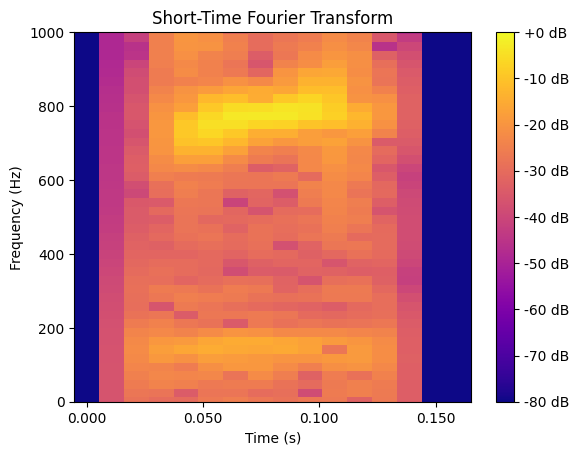 Short-Time Fourier Transform
Frequency (Hz)
1000
800
600
400
200
0
0.000
0.050
0.100
0.150
Time (s)
+0 dB
-10 dB
-20 dB
-30 dB
-40 dB
-50 dB
-60 dB
-70 dB
-80 dB